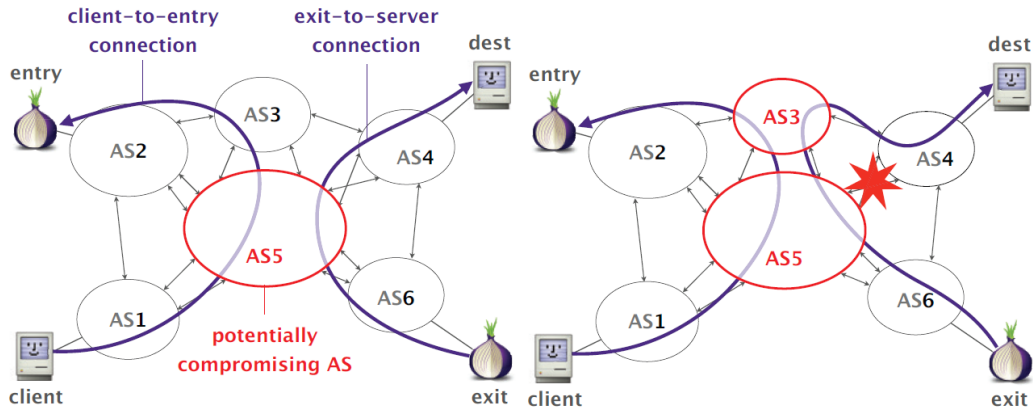 client-to-entry
connection
exit-to-server
connection
dest
entry
AS3
AS2
AS4
AS5
AS1
AS6
potentially
compromising AS
client
exit
dest
entry
AS3
AS2
AS4
AS5
AS1
AS6
client
exit